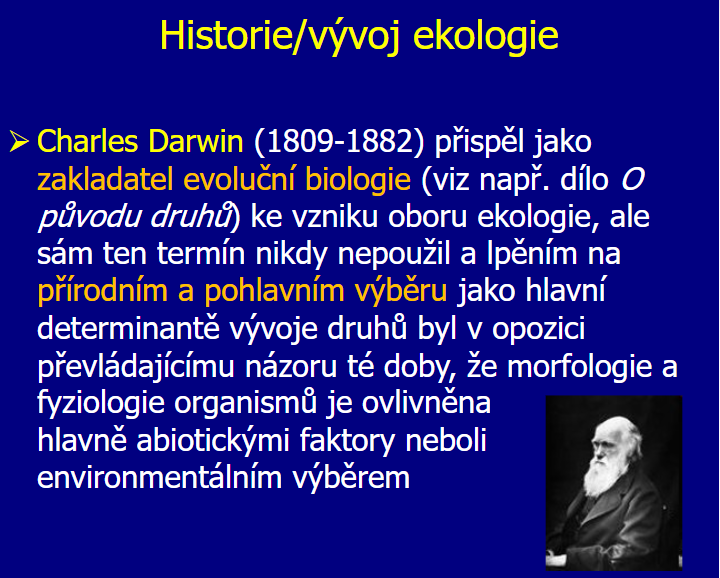 Historie/vývoj ekologie
➢ Charles Darwin (1809-1882) přispěl jako
zakladatel evoluční biologie (viz např. dílo O
původu druhů) ke vzniku oboru ekologie, ale
sám ten termín nikdy nepoužil a lpěním na
přírodním a pohlavním výběru jako hlavní
determinantě vývoje druhů byl v opozici
převládajícímu názoru té doby, že morfologie a
fyziologie organismů je ovlivněna
hlavně abiotickými faktory neboli
environmentálním výběrem